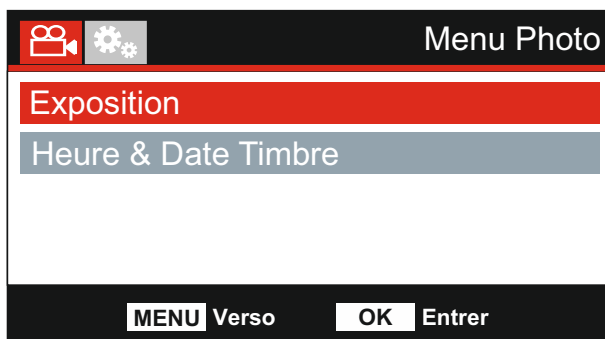 Menu Photo
Exposition
Heure & Date Timbre
MENU Verso OK Entrer